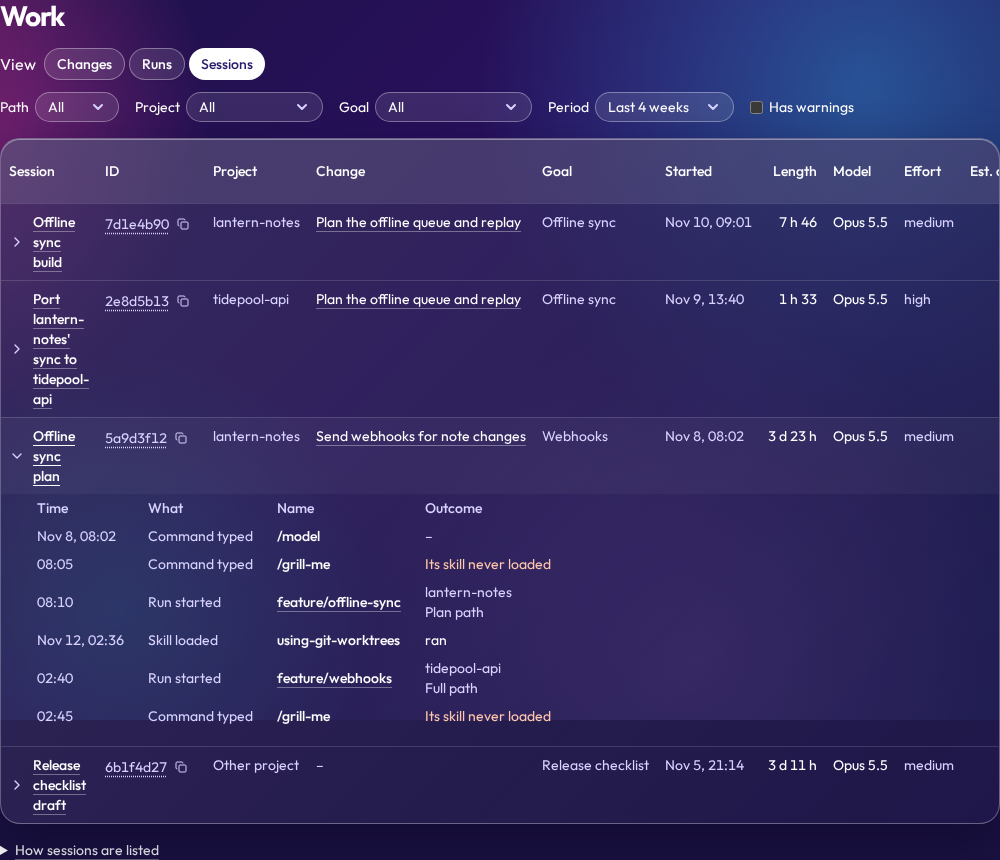 Work
View Changes Runs Sessions
Path All Project All Goal All Period Last 4 weeks Has warnings
Session ID Project Change Goal Started Length Model Effort Est.
Offline sync build 7d1e4b90 lantern-notes Plan the offline queue and replay Offline sync Nov 10, 09:01 7 h 46 Opus 5.5 medium
Port lantern-notes' sync to tidepool-api 2e8d5b13 tidepool-api Plan the offline queue and replay Offline sync Nov 9, 13:40 1 h 33 Opus 5.5 high
Offline sync plan 5a9d3f12 lantern-notes Send webhooks for note changes Webhooks Nov 8, 08:02 3 d 23 h Opus 5.5 medium
Time What Name Outcome
Nov 8, 08:02 Command typed /model –
08:05 Command typed /grill-me Its skill never loaded
08:10 Run started feature/offline-sync lantern-notes Plan path
Nov 12, 02:36 Skill loaded using-git-worktrees ran
02:40 Run started feature/webhooks tidepool-api Full path
02:45 Command typed /grill-me Its skill never loaded
Release checklist draft 6b1f4d27 Other project – Release checklist Nov 5, 21:14 3 d 11 h Opus 5.5 medium
How sessions are listed